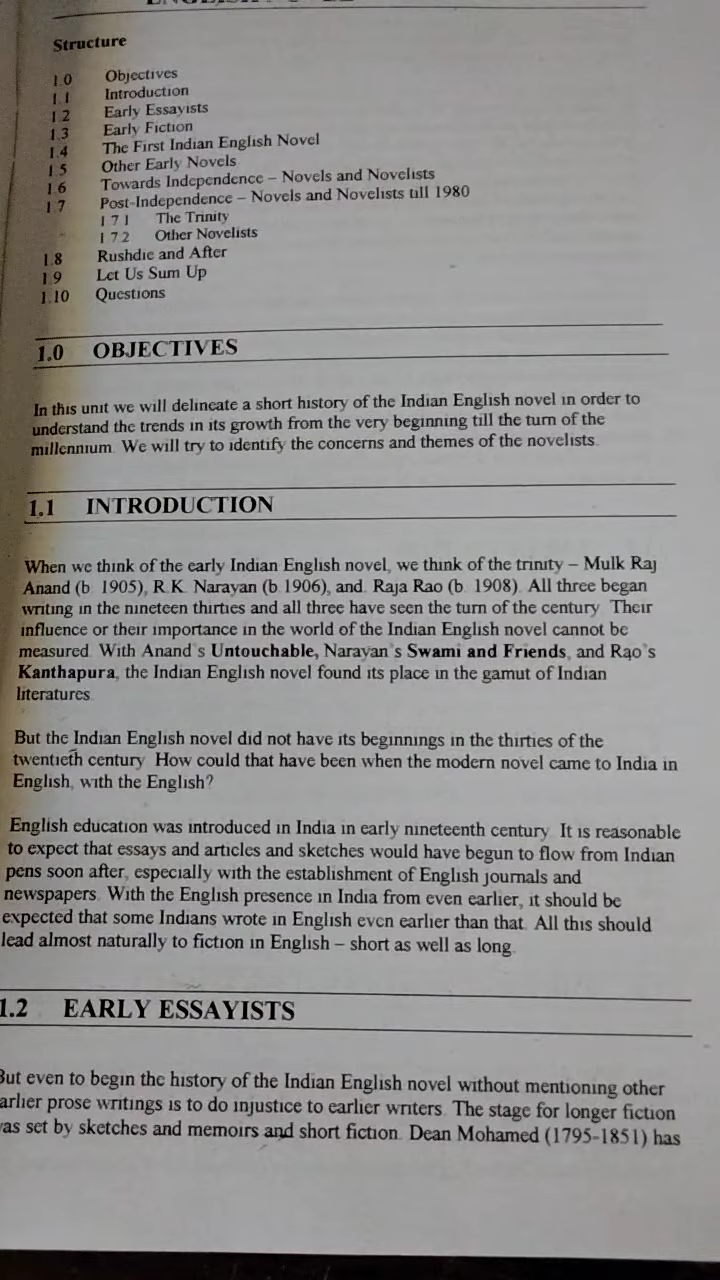 Structure
1.0 Objectives
1.1 Introduction
1.2 Early Essayists
1.3 Early Fiction
1.4 The First Indian English Novel
1.5 Other Early Novels
1.6 Towards Independence – Novels and Novelists
1.7 Post-Independence – Novels and Novelists till 1980
1.7.1 The Trinity
1.7.2 Other Novelists
1.8 Rushdie and After
1.9 Let Us Sum Up
1.10 Questions
1.0 OBJECTIVES
In this unit we will delineate a short history of the Indian English novel in order to
understand the trends in its growth from the very beginning till the turn of the
millennium. We will try to identify the concerns and themes of the novelists.
1.1 INTRODUCTION
When we think of the early Indian English novel, we think of the trinity – Mulk Raj
Anand (b. 1905), R.K. Narayan (b.1906), and Raja Rao (b. 1908). All three began
writing in the nineteen thirties and all three have seen the turn of the century. Their
influence or their importance in the world of the Indian English novel cannot be
measured. With Anand's Untouchable, Narayan's Swami and Friends, and Rao's
Kanthapura, the Indian English novel found its place in the gamut of Indian
literatures.
But the Indian English novel did not have its beginnings in the thirties of the
twentieth century. How could that have been when the modern novel came to India in
English, with the English?
English education was introduced in India in early nineteenth century. It is reasonable
to expect that essays and articles and sketches would have begun to flow from Indian
pens soon after, especially with the establishment of English journals and
newspapers. With the English presence in India from even earlier, it should be
expected that some Indians wrote in English even earlier than that. All this should
lead almost naturally to fiction in English – short as well as long.
1.2 EARLY ESSAYISTS
But even to begin the history of the Indian English novel without mentioning other
earlier prose writings is to do injustice to earlier writers. The stage for longer fiction
was set by sketches and memoirs and short fiction. Dean Mohamed (1795-1851) has